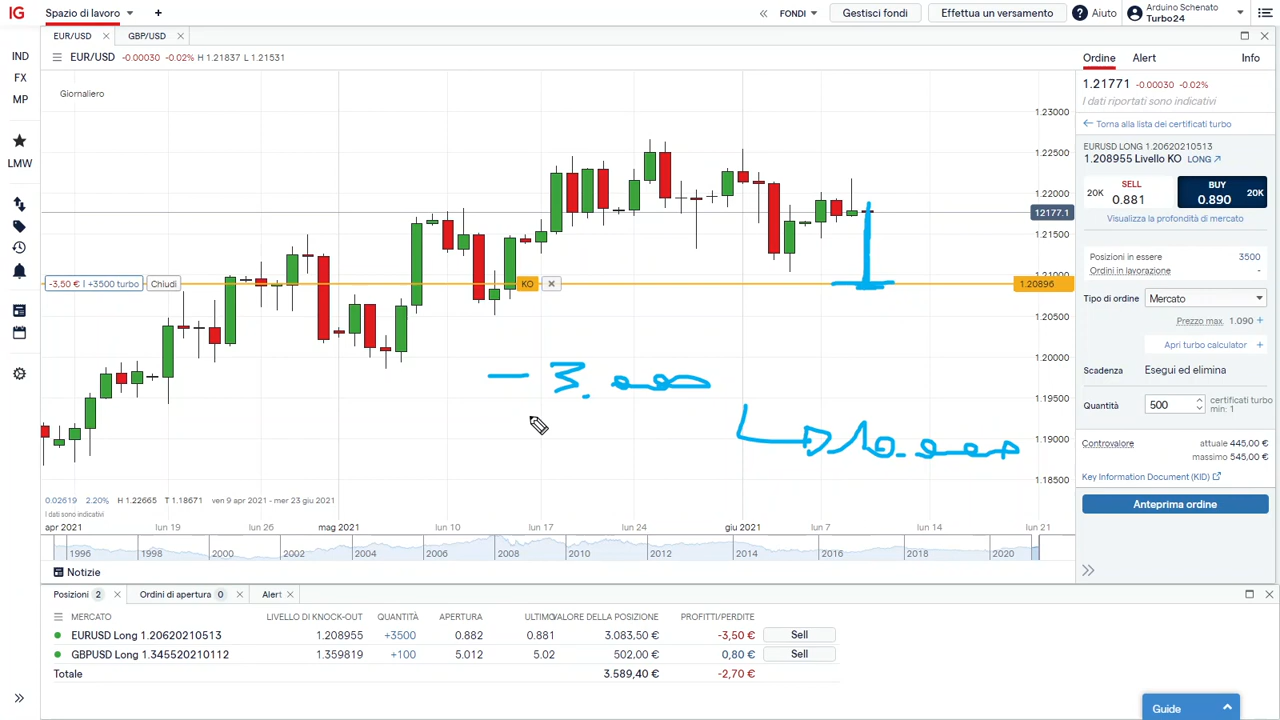 IG Spazio di lavoro + FONDI Gestisci fondi Effettua un versamento ? Aiuto Arduino Schenato
Turbo24
EUR/USD × GBP/USD ×
EUR/USD -0.00030 -0.02% H 1.21837 L 1.21531
Giornaliero
IND
FX
MP
LMW
1.23000
1.22500
1.22000
12177.1
1.21500
1.21000
1.20896
1.20500
1.20000
1.19500
1.19000
1.18500
-3,50 € | +3500 turbo Chiudi KO ×
- 3.000
10.000
0.02619 2.20% H 1.22665 T 1.18671 ven 9 apr 2021 - mer 23 giu 2021
I dati sono indicativi
apr 2021 lun 19 lun 26 mag 2021 lun 10 lun 17 lun 24 giu 2021 lun 7 lun 14 lun 21
1996 1998 2000 2002 2004 2006 2008 2010 2012 2014 2016 2018 2020
Notizie
Ordine Alert Info
1.21771 -0.00030 -0.02%
I dati riportati sono indicativi
Torna alla lista dei certificati turbo
EURUSD LONG 1.20620210513
1.208955 Livello KO LONG
SELL BUY
20K 0.881 0.890 20K
Visualizza la profondità di mercato
Posizioni in essere 3500
Ordini in lavorazione -
Tipo di ordine Mercato
Prezzo max. 1.090 +
Apri turbo calculator +
Scadenza Esegui ed elimina
Quantità 500 certificati turbo
min: 1
Controvalore attuale 445,00 €
massimo 545,00 €
Key Information Document (KID)
Anteprima ordine
Posizioni 2 × Ordini di apertura 0 × Alert ×
MERCATO LIVELLO DI KNOCK-OUT QUANTITÀ APERTURA ULTIMO VALORE DELLA POSIZIONE PROFITTI/PERDITE
EURUSD Long 1.20620210513 1.208955 +3500 0.882 0.881 3.083,50 € -3,50 € Sell
GBPUSD Long 1.345520210112 1.359819 +100 5.012 5.02 502,00 € 0,80 € Sell
Totale 3.589,40 € -2,70 €
Guide